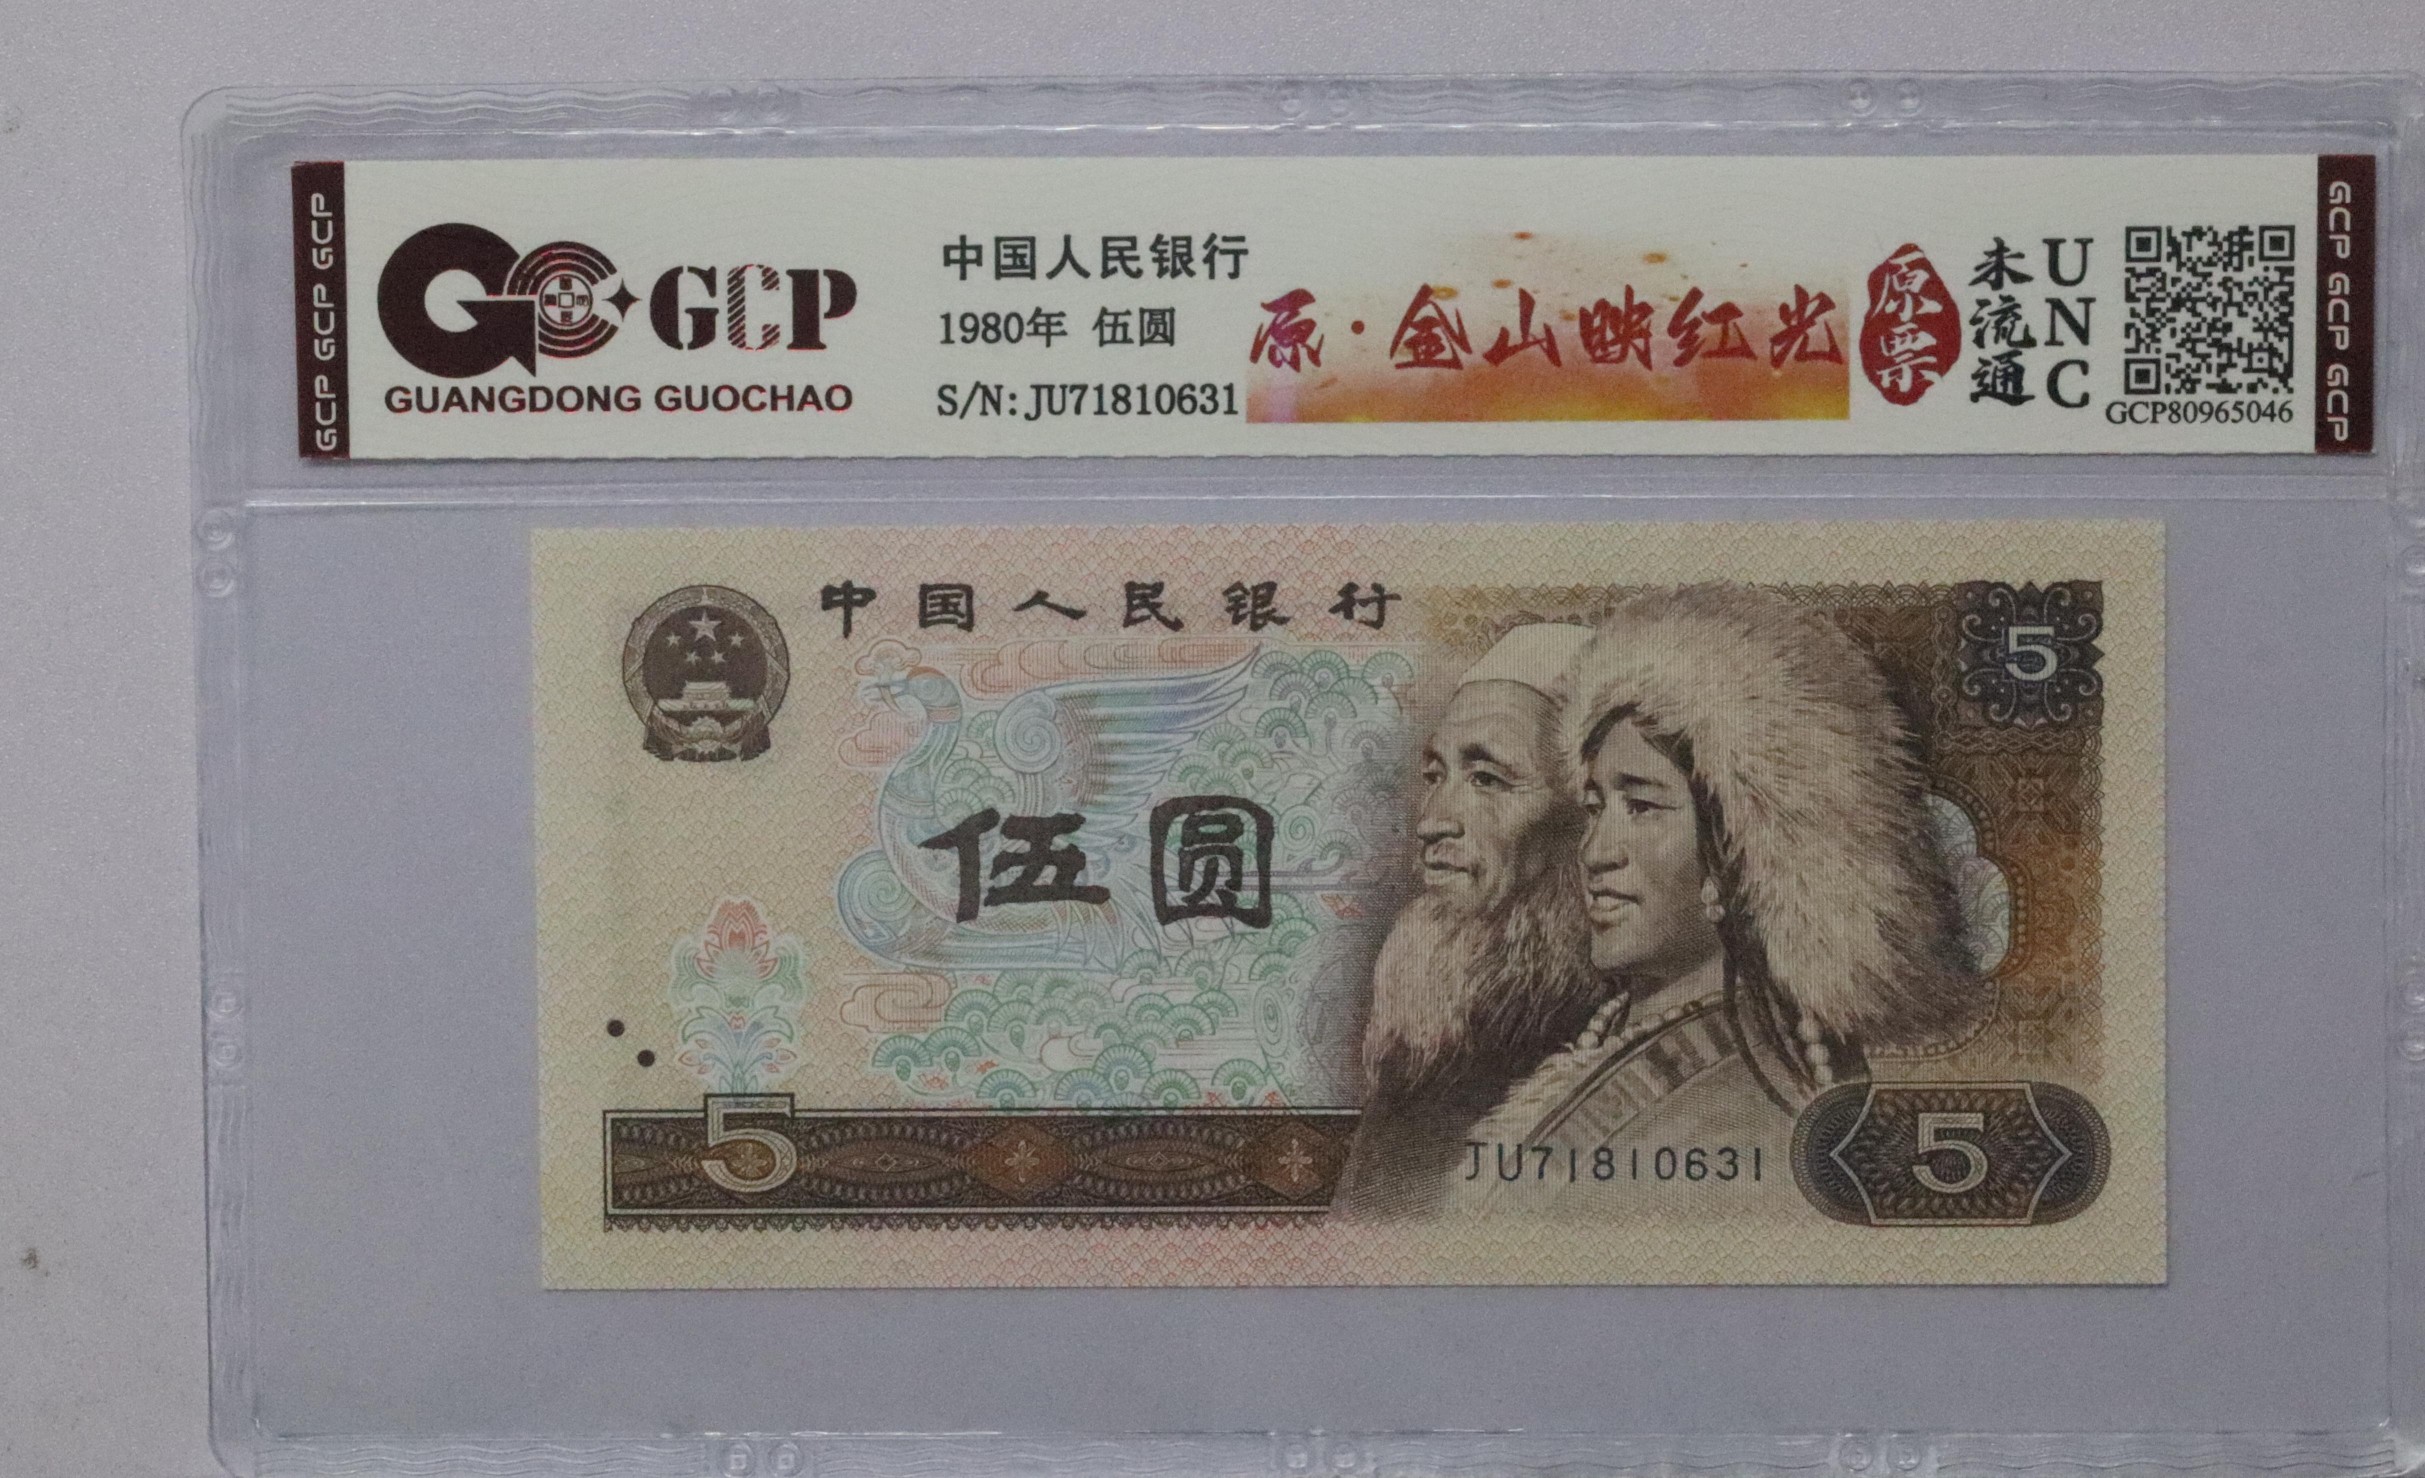 GCP GCP GCP
GCP
GUANGDONG GUOCHAO
中国人民银行
1980年 伍圆
S/N: JU71810631
原·金山映红光
原票
未流通
UNC
GCP80965046
GCP GCP GCP
中国人民银行
5
伍圆
5
JU71810631
5